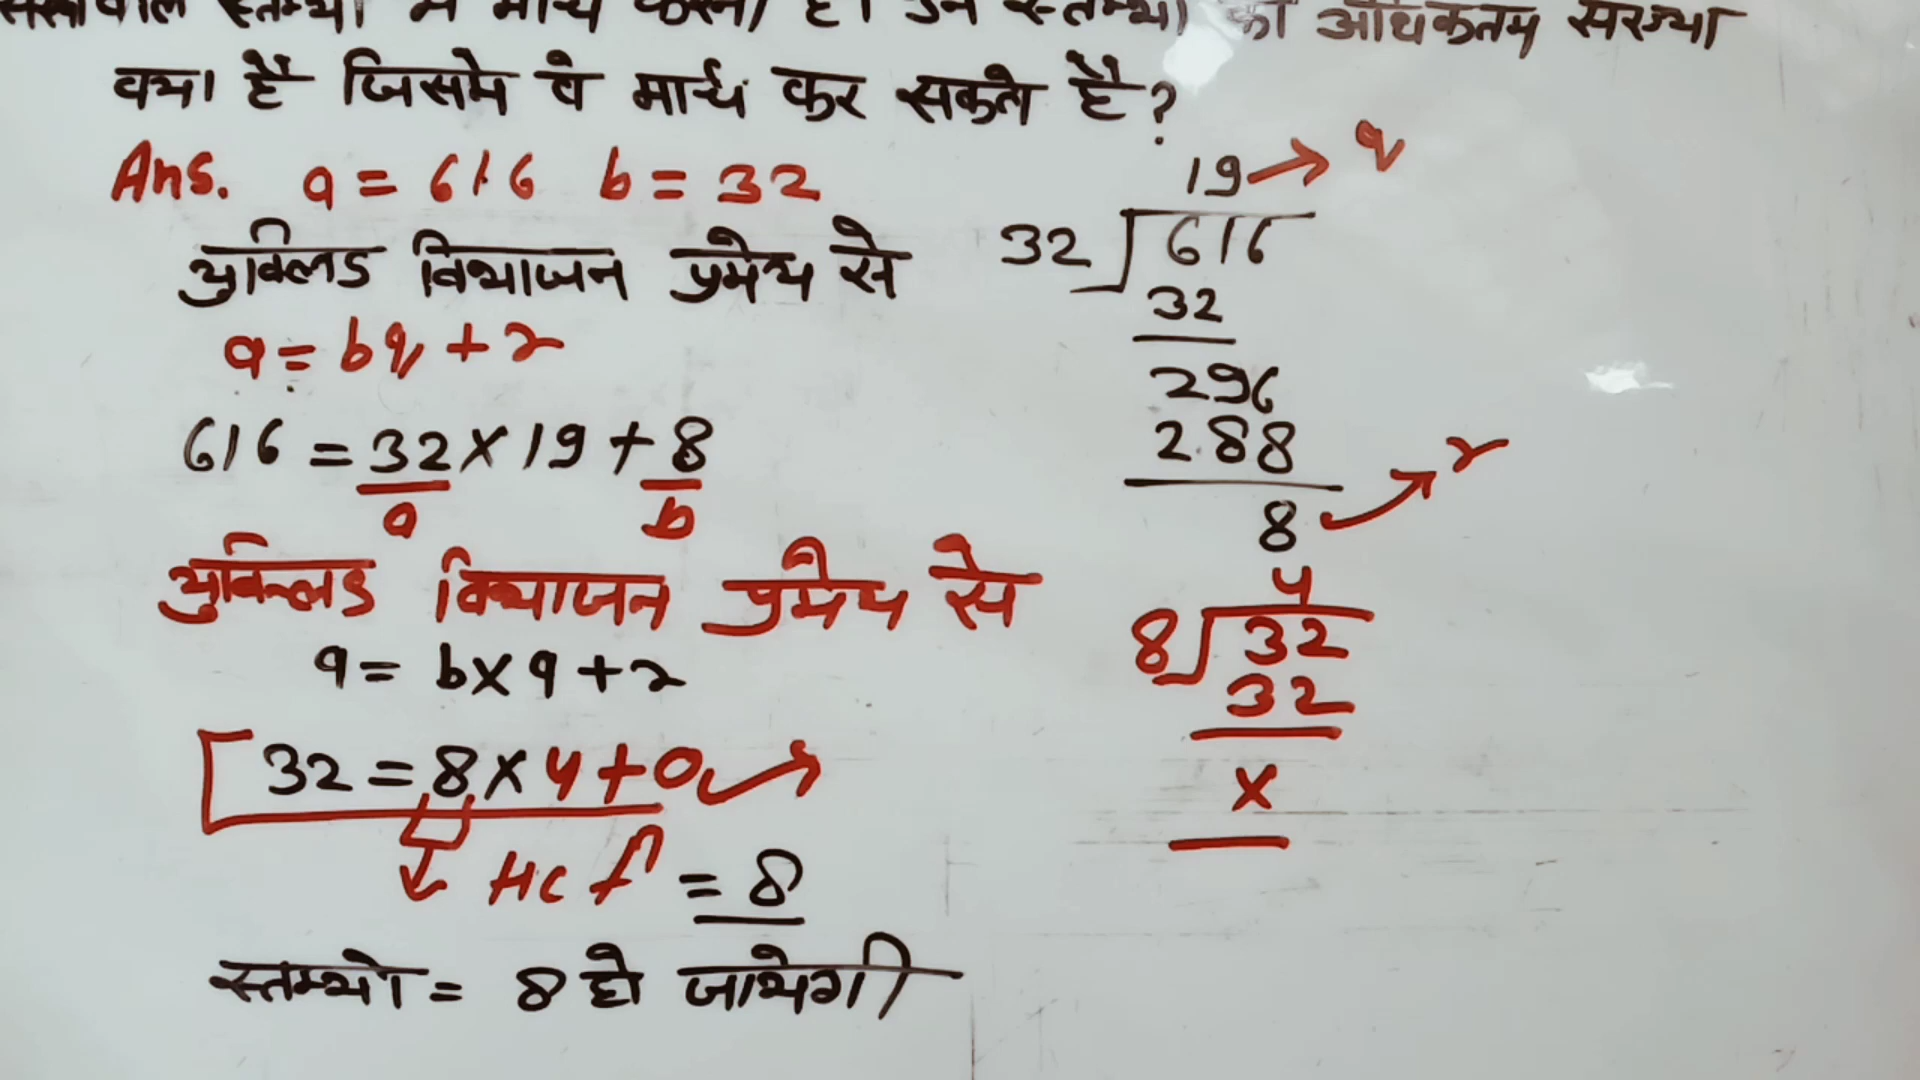 स्तम्भों में मार्च करना है। उन स्तम्भों की अधिकतम संख्या
क्या है जिसमे वे मार्च कर सकते है?
Ans. a = 616 b = 32
युक्लिड विभाजन प्रमेय से
a = bq + r
616 = 32 × 19 + 8
a b
युक्लिड विभाजन प्रमेय से
a = b × q + r
32 = 8 × 4 + 0
HCf = 8
स्तम्भो = 8 हो जायेगी
19 → q
32 ) 616
32
296
288
8 → r
4
8 ) 32
32
×